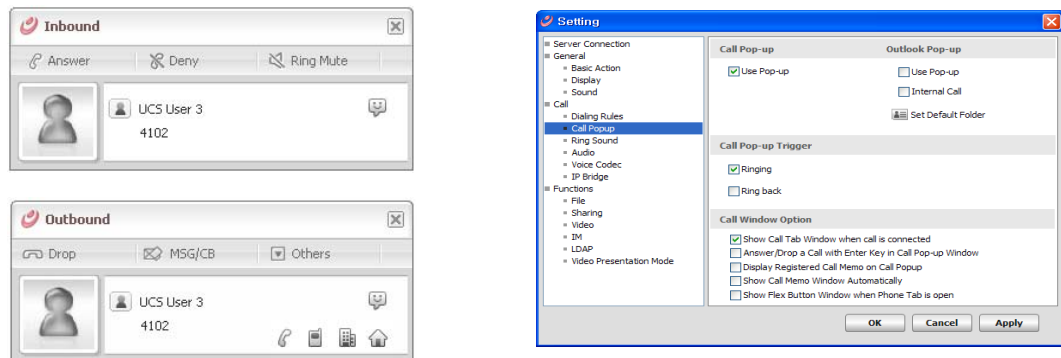 Inbound
Answer Deny Ring Mute
UCS User 3
4102
Outbound
Drop MSG/CB Others
UCS User 3
4102
Setting
Server Connection
General
Basic Action
Display
Sound
Call
Dialing Rules
Call Popup
Ring Sound
Audio
Voice Codec
IP Bridge
Functions
File
Sharing
Video
IM
LDAP
Video Presentation Mode
Call Pop-up Outlook Pop-up
Use Pop-up Use Pop-up
Internal Call
Set Default Folder
Call Pop-up Trigger
Ringing
Ring back
Call Window Option
Show Call Tab Window when call is connected
Answer/Drop a Call with Enter Key in Call Pop-up Window
Display Registered Call Memo on Call Popup
Show Call Memo Window Automatically
Show Flex Button Window when Phone Tab is open
OK Cancel Apply